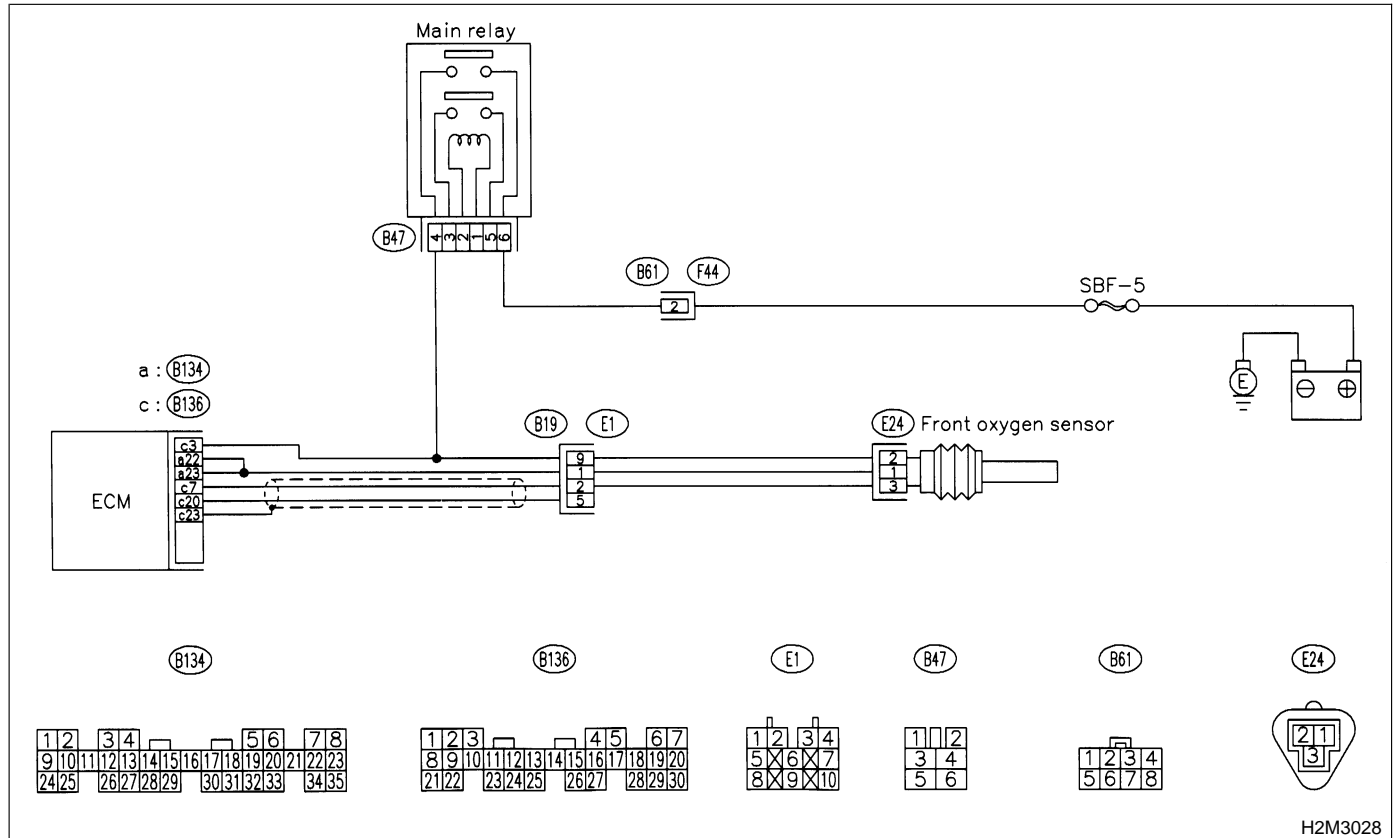 Main relay
B47
4 3 2 1 5 6
B61 F44
2
SBF-5
E
⊖ ⊕
a : B134
c : B136
ECM
c3
a22
a23
c7
c20
c23
B19 E1
9
1
2
5
E24 Front oxygen sensor
2
1
3
B134
1 2 3 4 5 6 7 8
9 10 11 12 13 14 15 16 17 18 19 20 21 22 23
24 25 26 27 28 29 30 31 32 33 34 35
B136
1 2 3 4 5 6 7
8 9 10 11 12 13 14 15 16 17 18 19 20
21 22 23 24 25 26 27 28 29 30
E1
1 2 3 4
5 6 7
8 9 10
B47
1 2
3 4
5 6
B61
1 2 3 4
5 6 7 8
E24
2 1
3
H2M3028